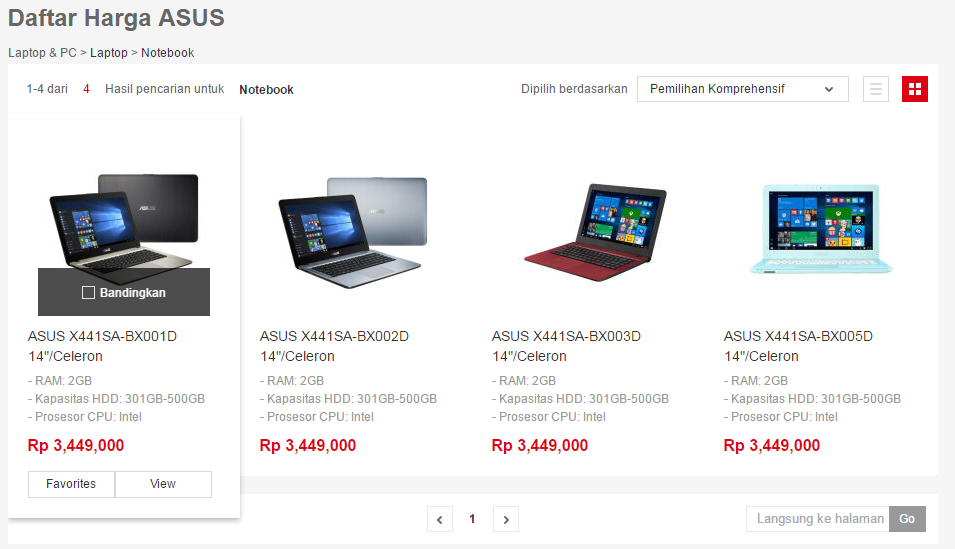 Daftar Harga ASUS
Laptop & PC > Laptop > Notebook
1-4 dari 4 Hasil pencarian untuk Notebook
Dipilih berdasarkan Pemilihan Komprehensif
Bandingkan
ASUS X441SA-BX001D
14"/Celeron
- RAM: 2GB
- Kapasitas HDD: 301GB-500GB
- Prosesor CPU: Intel
Rp 3,449,000
Favorites View
ASUS X441SA-BX002D
14"/Celeron
- RAM: 2GB
- Kapasitas HDD: 301GB-500GB
- Prosesor CPU: Intel
Rp 3,449,000
ASUS X441SA-BX003D
14"/Celeron
- RAM: 2GB
- Kapasitas HDD: 301GB-500GB
- Prosesor CPU: Intel
Rp 3,449,000
ASUS X441SA-BX005D
14"/Celeron
- RAM: 2GB
- Kapasitas HDD: 301GB-500GB
- Prosesor CPU: Intel
Rp 3,449,000
‹ 1 ›
Langsung ke halaman Go